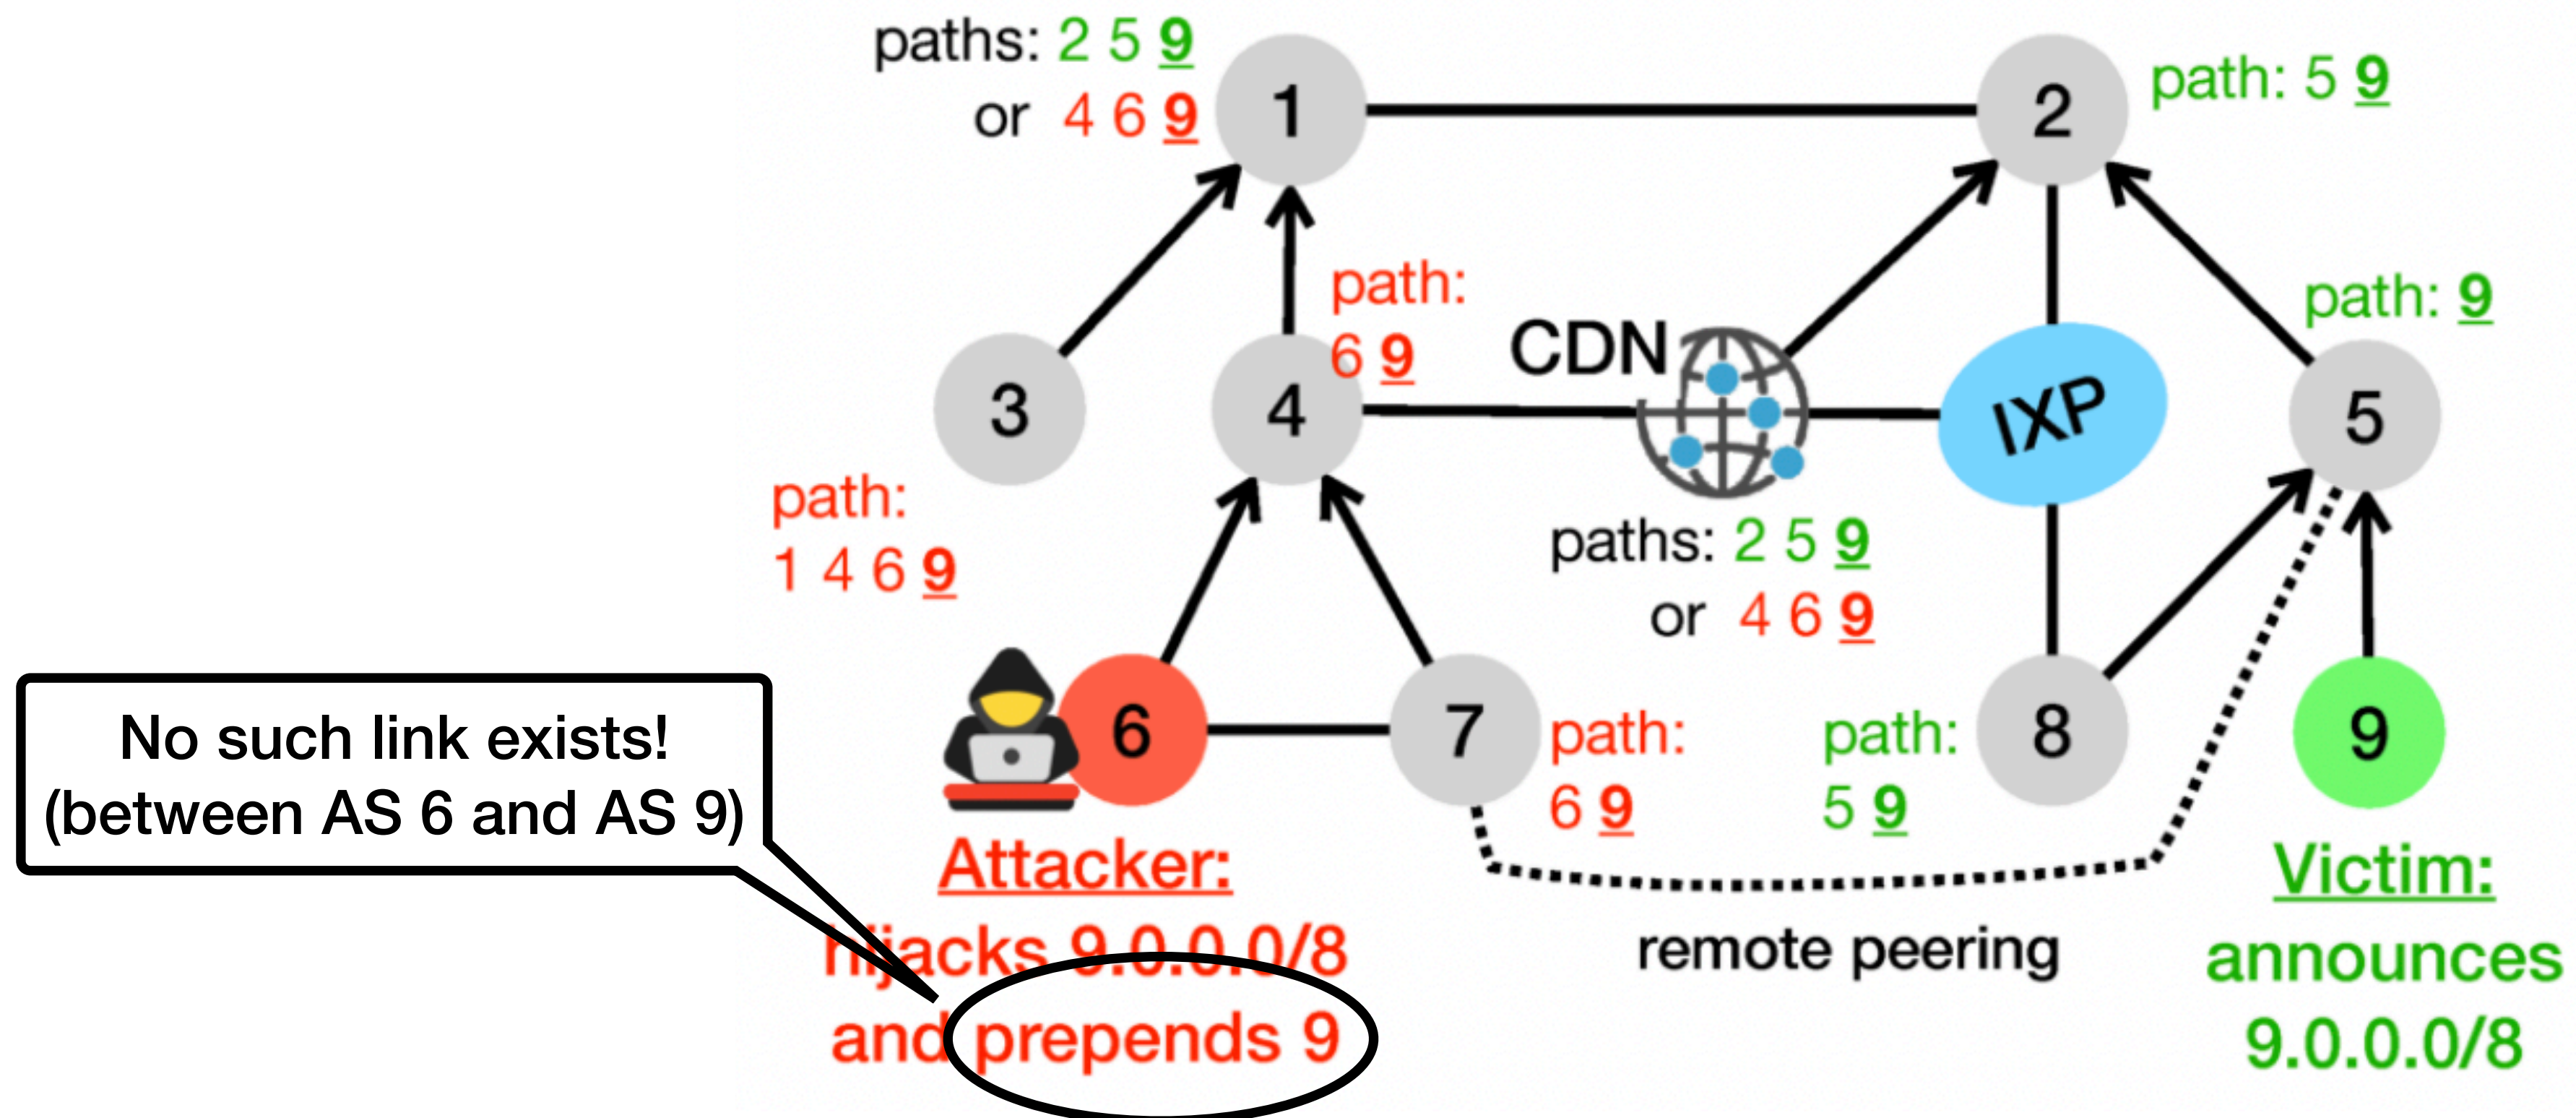 paths: 2 5 9
or 4 6 9
1
2
path: 5 9
path:
6 9
CDN
IXP
path: 9
3
4
5
path:
1 4 6 9
paths: 2 5 9
or 4 6 9
No such link exists!
(between AS 6 and AS 9)
6
7
path:
6 9
path:
5 9
8
9
Attacker:
hijacks 9.0.0.0/8
and prepends 9
remote peering
Victim:
announces
9.0.0.0/8